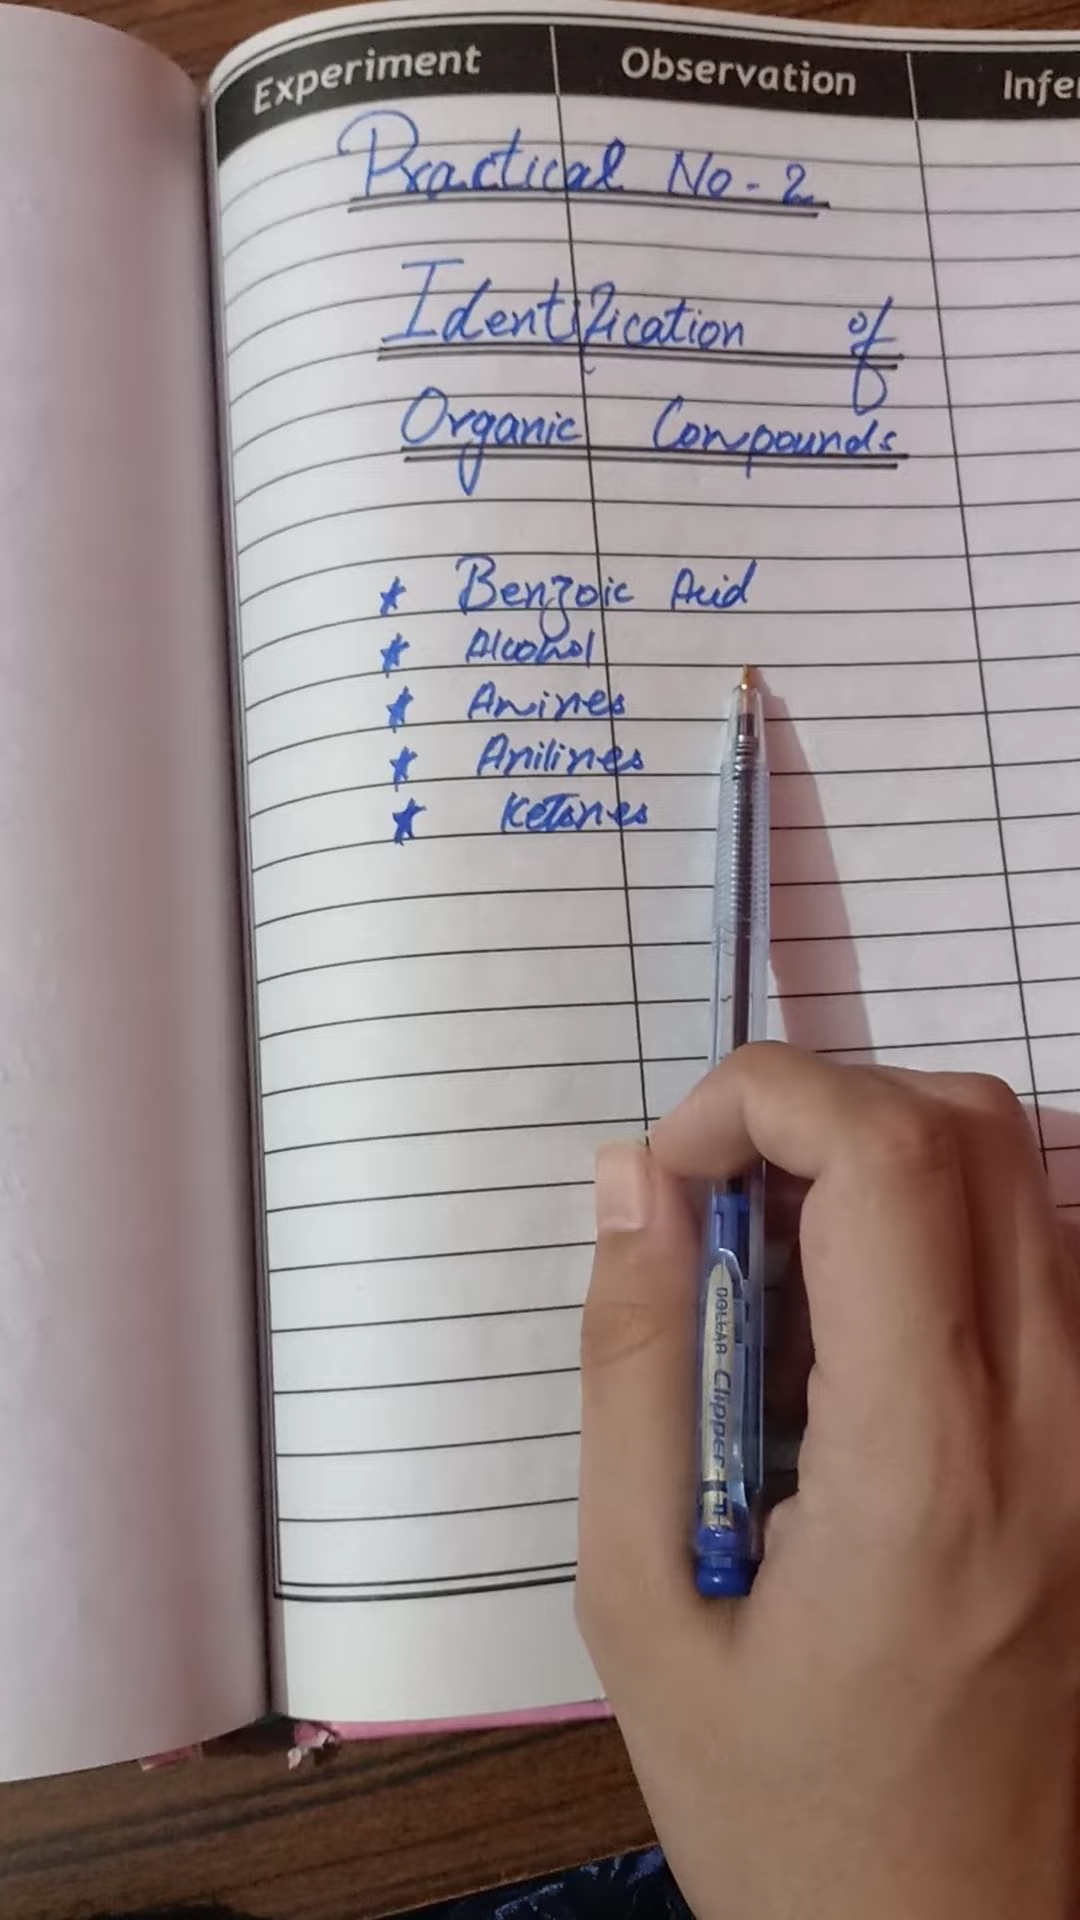 Experiment Observation Infe
Practical No-2
Identification of
Organic Compounds
★ Benzoic Acid
★ Alcohol
★ Amines
★ Anilines
★ Ketones
DOLLAR Clipper